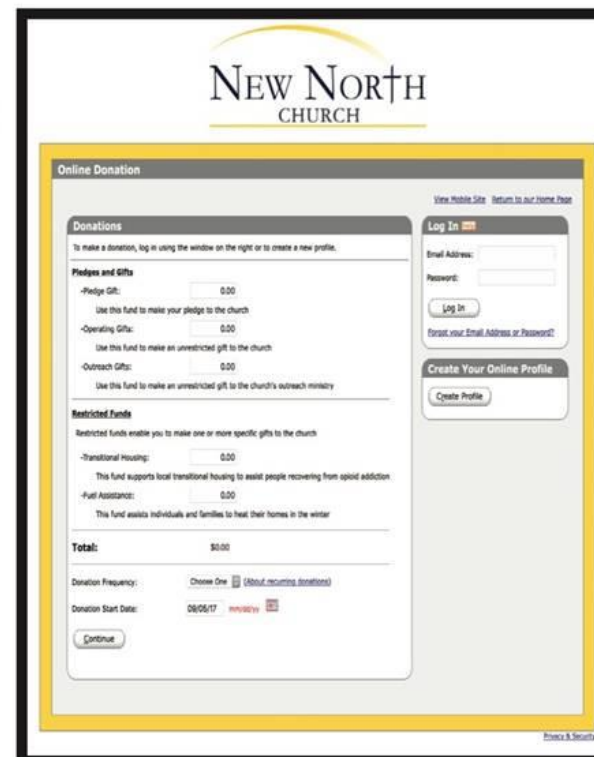 NEW NORTH
CHURCH
Online Donation
View Mobile Site Return to our Home Page
Donations
To make a donation, log in using the window on the right or to create a new profile.
Pledges and Gifts
-Pledge Gift: 0.00
Use this fund to make your pledge to the church
-Operating Gifts: 0.00
Use this fund to make an unrestricted gift to the church
-Outreach Gifts: 0.00
Use this fund to make an unrestricted gift to the church's outreach ministry
Restricted Funds
Restricted funds enable you to make one or more specific gifts to the church
-Transitional Housing: 0.00
This fund supports local transitional housing to assist people recovering from opioid addiction
-Fuel Assistance: 0.00
This fund assists individuals and families to heat their homes in the winter
Total: $0.00
Donation Frequency: Choose One (About recurring donations)
Donation Start Date: 09/05/17 mm/dd/yy
Continue
Log In
Email Address:
Password:
Log In
Forgot your Email Address or Password?
Create Your Online Profile
Create Profile
Privacy & Security